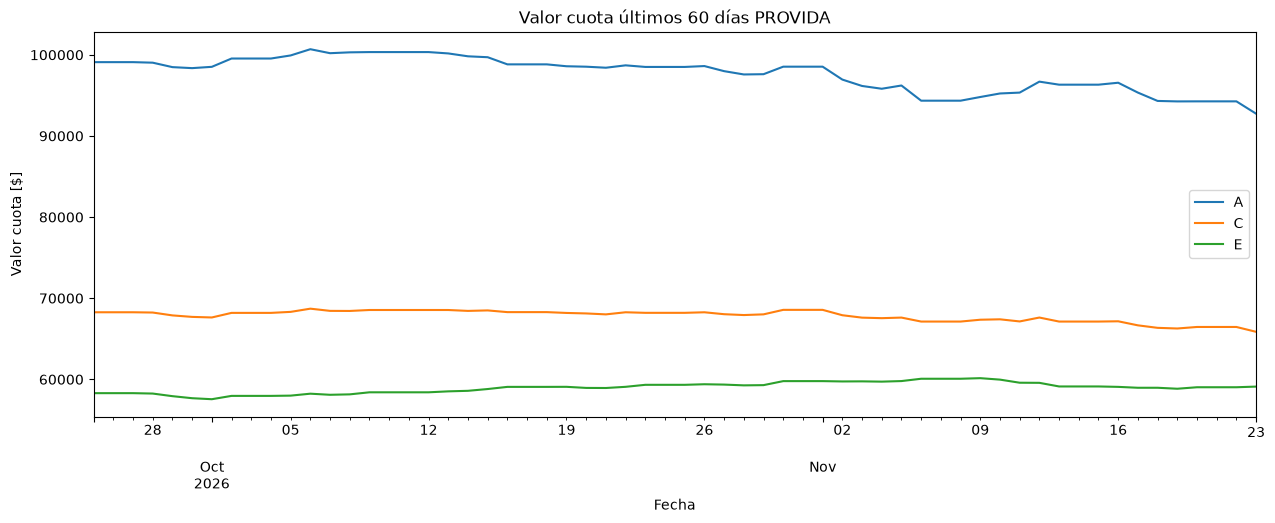 Valor cuota últimos 60 días PROVIDA
Valor cuota [$]
100000
90000
80000
70000
60000
A
C
E
28 05 12 19 26 02 09 16 23
Oct Nov
2026
Fecha